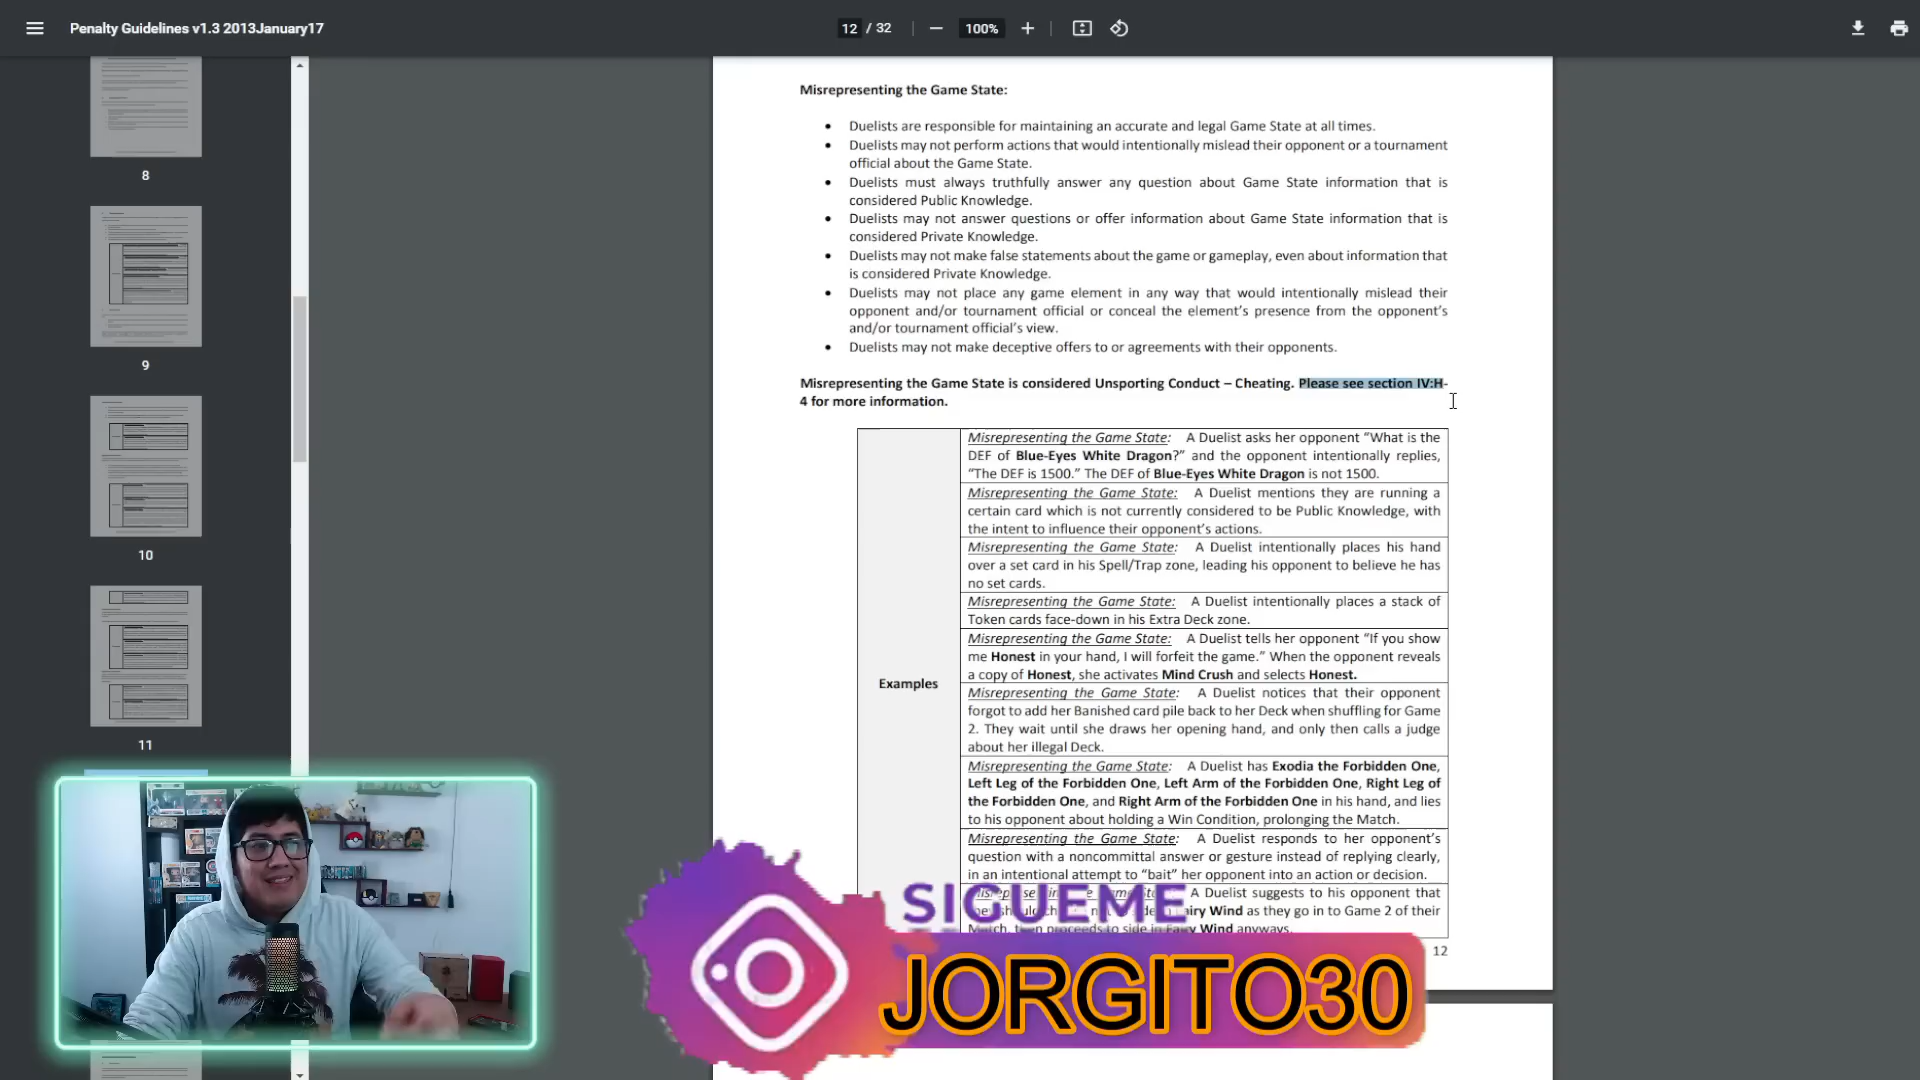 Penalty Guidelines v1.3 2013January17
12 / 32
100%
8
9
10
11
Misrepresenting the Game State:
• Duelists are responsible for maintaining an accurate and legal Game State at all times.
• Duelists may not perform actions that would intentionally mislead their opponent or a tournament
official about the Game State.
• Duelists must always truthfully answer any question about Game State information that is
considered Public Knowledge.
• Duelists may not answer questions or offer information about Game State information that is
considered Private Knowledge.
• Duelists may not make false statements about the game or gameplay, even about information that
is considered Private Knowledge.
• Duelists may not place any game element in any way that would intentionally mislead their
opponent and/or tournament official or conceal the element's presence from the opponent's
and/or tournament official's view.
• Duelists may not make deceptive offers to or agreements with their opponents.
Misrepresenting the Game State is considered Unsporting Conduct – Cheating. Please see section IV:H-
4 for more information.
Examples
Misrepresenting the Game State: A Duelist asks her opponent “What is the
DEF of Blue-Eyes White Dragon?” and the opponent intentionally replies,
“The DEF is 1500.” The DEF of Blue-Eyes White Dragon is not 1500.
Misrepresenting the Game State: A Duelist mentions they are running a
certain card which is not currently considered to be Public Knowledge, with
the intent to influence their opponent's actions.
Misrepresenting the Game State: A Duelist intentionally places his hand
over a set card in his Spell/Trap zone, leading his opponent to believe he has
no set cards.
Misrepresenting the Game State: A Duelist intentionally places a stack of
Token cards face-down in his Extra Deck zone.
Misrepresenting the Game State: A Duelist tells her opponent “If you show
me Honest in your hand, I will forfeit the game.” When the opponent reveals
a copy of Honest, she activates Mind Crush and selects Honest.
Misrepresenting the Game State: A Duelist notices that their opponent
forgot to add her Banished card pile back to her Deck when shuffling for Game
2. They wait until she draws her opening hand, and only then calls a judge
about her illegal Deck.
Misrepresenting the Game State: A Duelist has Exodia the Forbidden One,
Left Leg of the Forbidden One, Left Arm of the Forbidden One, Right Leg of
the Forbidden One, and Right Arm of the Forbidden One in his hand, and lies
to his opponent about holding a Win Condition, prolonging the Match.
Misrepresenting the Game State: A Duelist responds to her opponent's
question with a noncommittal answer or gesture instead of replying clearly,
in an intentional attempt to “bait” her opponent into an action or decision.
A Duelist suggests to his opponent that
Wind as they go in to Game 2 of their
Match, then proceeds to side in Fairy Wind anyways.
12
SIGUEME
JORGITO30